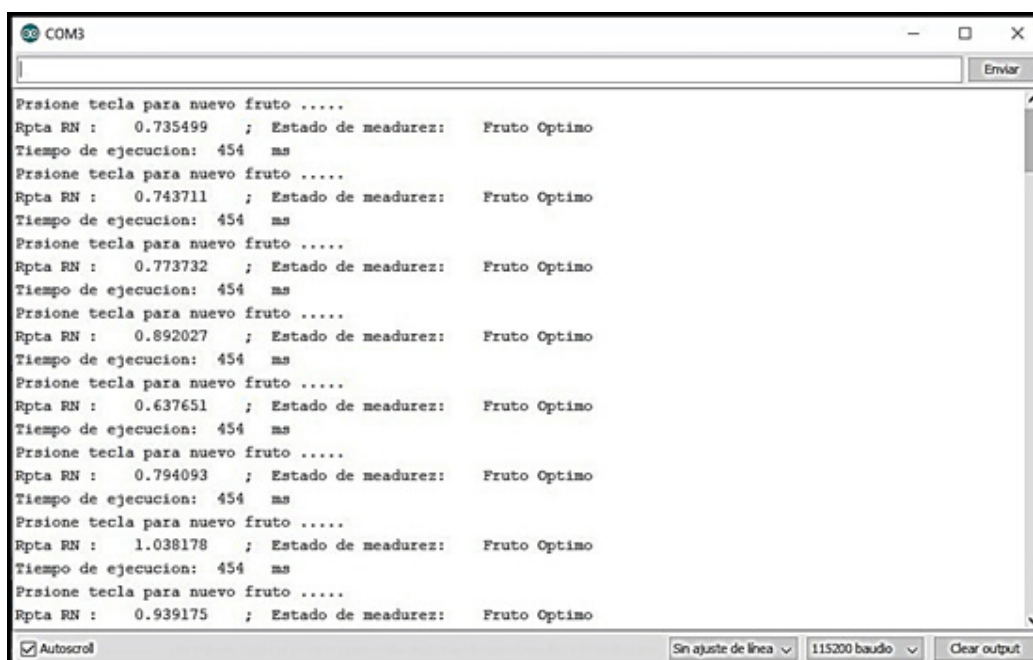 COM3
Enviar
Prsione tecla para nuevo fruto .....
Rpta RN : 0.735499 ; Estado de meadurez: Fruto Optimo
Tiempo de ejecucion: 454 ms
Prsione tecla para nuevo fruto .....
Rpta RN : 0.743711 ; Estado de meadurez: Fruto Optimo
Tiempo de ejecucion: 454 ms
Prsione tecla para nuevo fruto .....
Rpta RN : 0.773732 ; Estado de meadurez: Fruto Optimo
Tiempo de ejecucion: 454 ms
Prsione tecla para nuevo fruto .....
Rpta RN : 0.892027 ; Estado de meadurez: Fruto Optimo
Tiempo de ejecucion: 454 ms
Prsione tecla para nuevo fruto .....
Rpta RN : 0.637651 ; Estado de meadurez: Fruto Optimo
Tiempo de ejecucion: 454 ms
Prsione tecla para nuevo fruto .....
Rpta RN : 0.794093 ; Estado de meadurez: Fruto Optimo
Tiempo de ejecucion: 454 ms
Prsione tecla para nuevo fruto .....
Rpta RN : 1.038178 ; Estado de meadurez: Fruto Optimo
Tiempo de ejecucion: 454 ms
Prsione tecla para nuevo fruto .....
Rpta RN : 0.939175 ; Estado de meadurez: Fruto Optimo
Autoscroll Sin ajuste de línea 115200 baudio Clear output